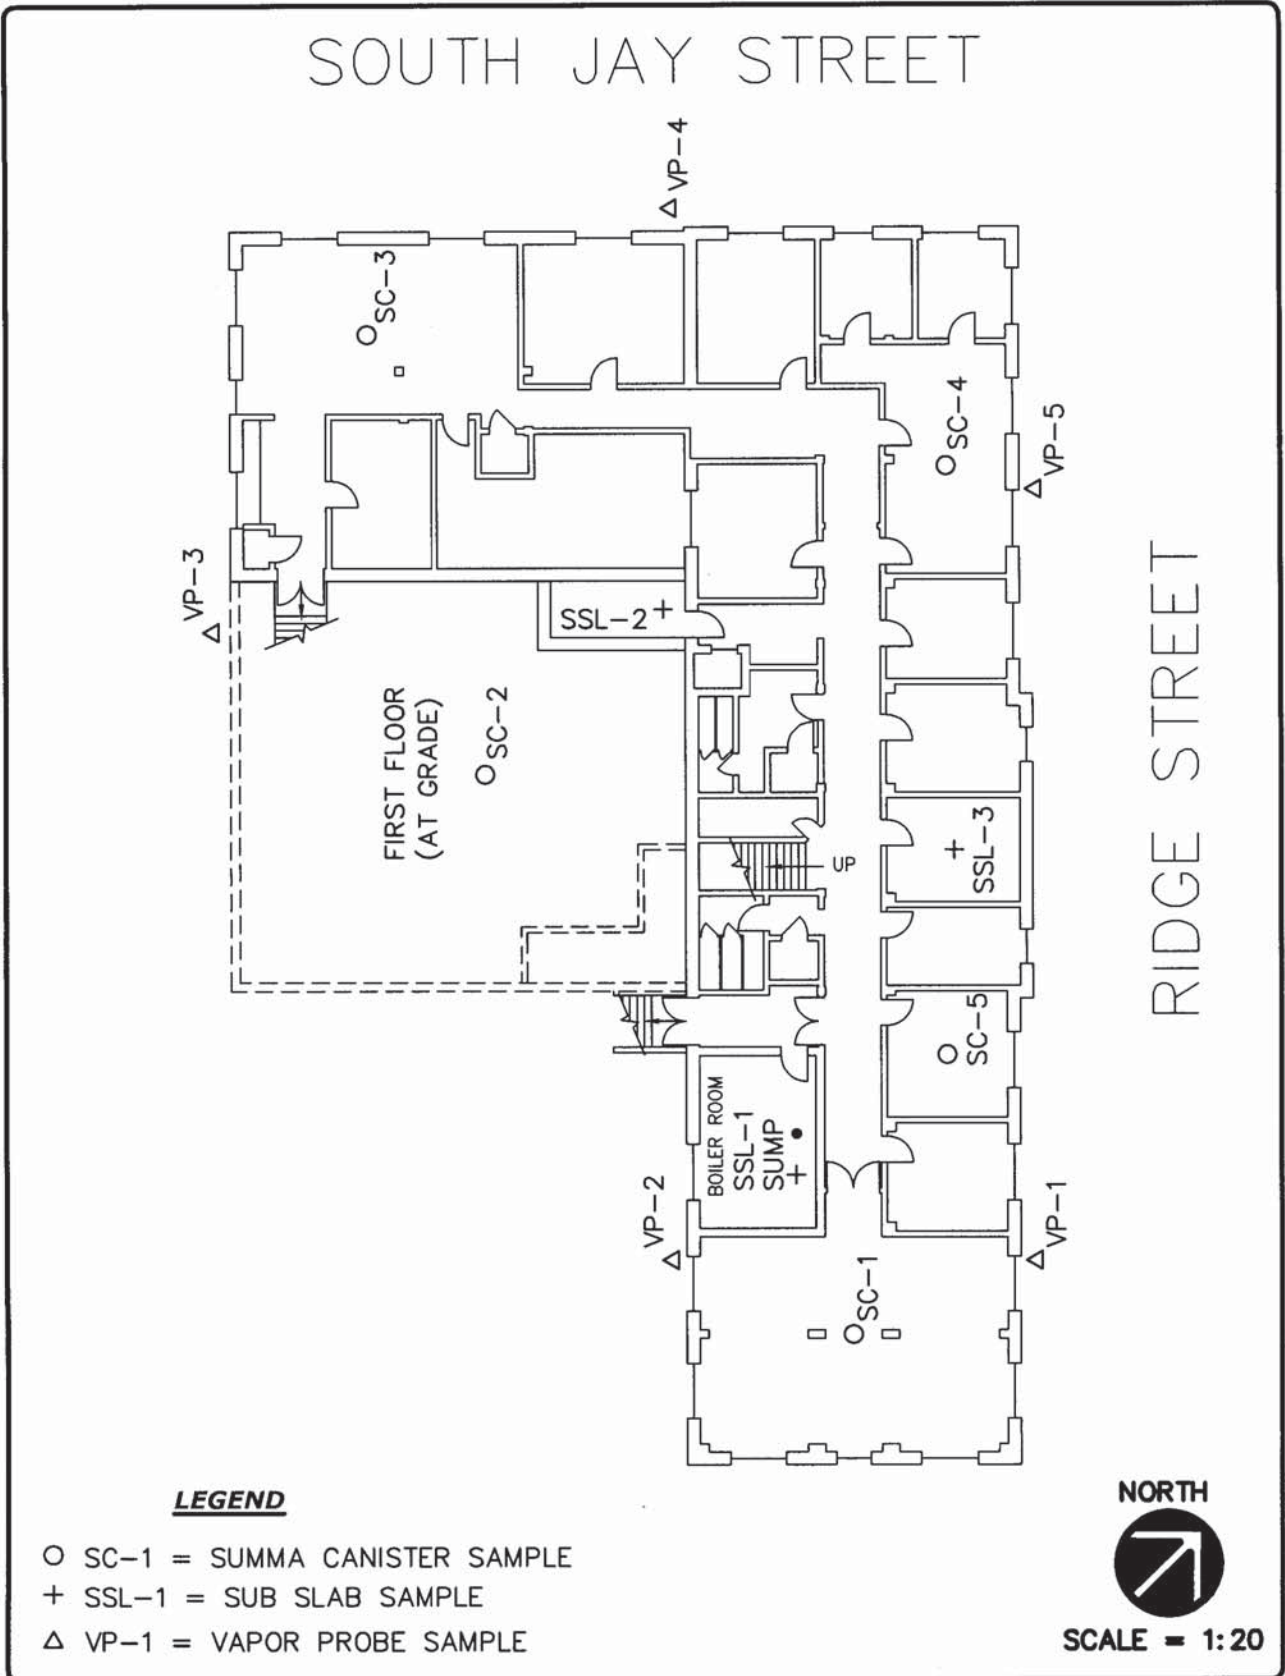 SOUTH JAY STREET
VP-4
SC-3
SC-4
VP-5
VP-3
SSL-2
FIRST FLOOR
(AT GRADE)
SC-2
RIDGE STREET
SSL-3
UP
SC-5
BOILER ROOM
SSL-1
SUMP
VP-2
VP-1
SC-1
LEGEND
SC-1 = SUMMA CANISTER SAMPLE
SSL-1 = SUB SLAB SAMPLE
VP-1 = VAPOR PROBE SAMPLE
NORTH
SCALE = 1:20